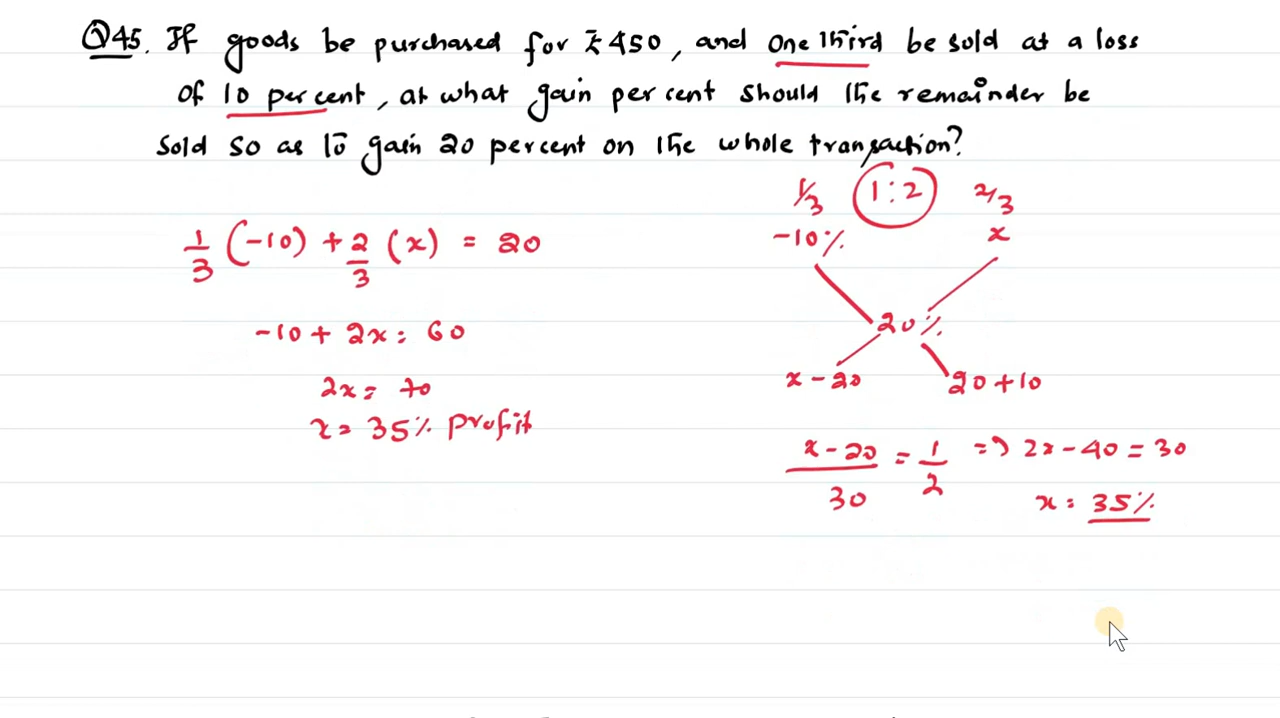 Q45. If goods be purchased for ₹450, and one third be sold at a loss
of 10 percent, at what gain per cent should the remainder be
sold so as to gain 20 percent on the whole transaction?
1/3 1:2 2/3
-10% x
1/3 (-10) + 2/3 (x) = 20
20%
-10 + 2x = 60
x - 20 20+10
2x = 70
x = 35% profit
x - 20 / 30 = 1/2 => 2x - 40 = 30
x = 35%